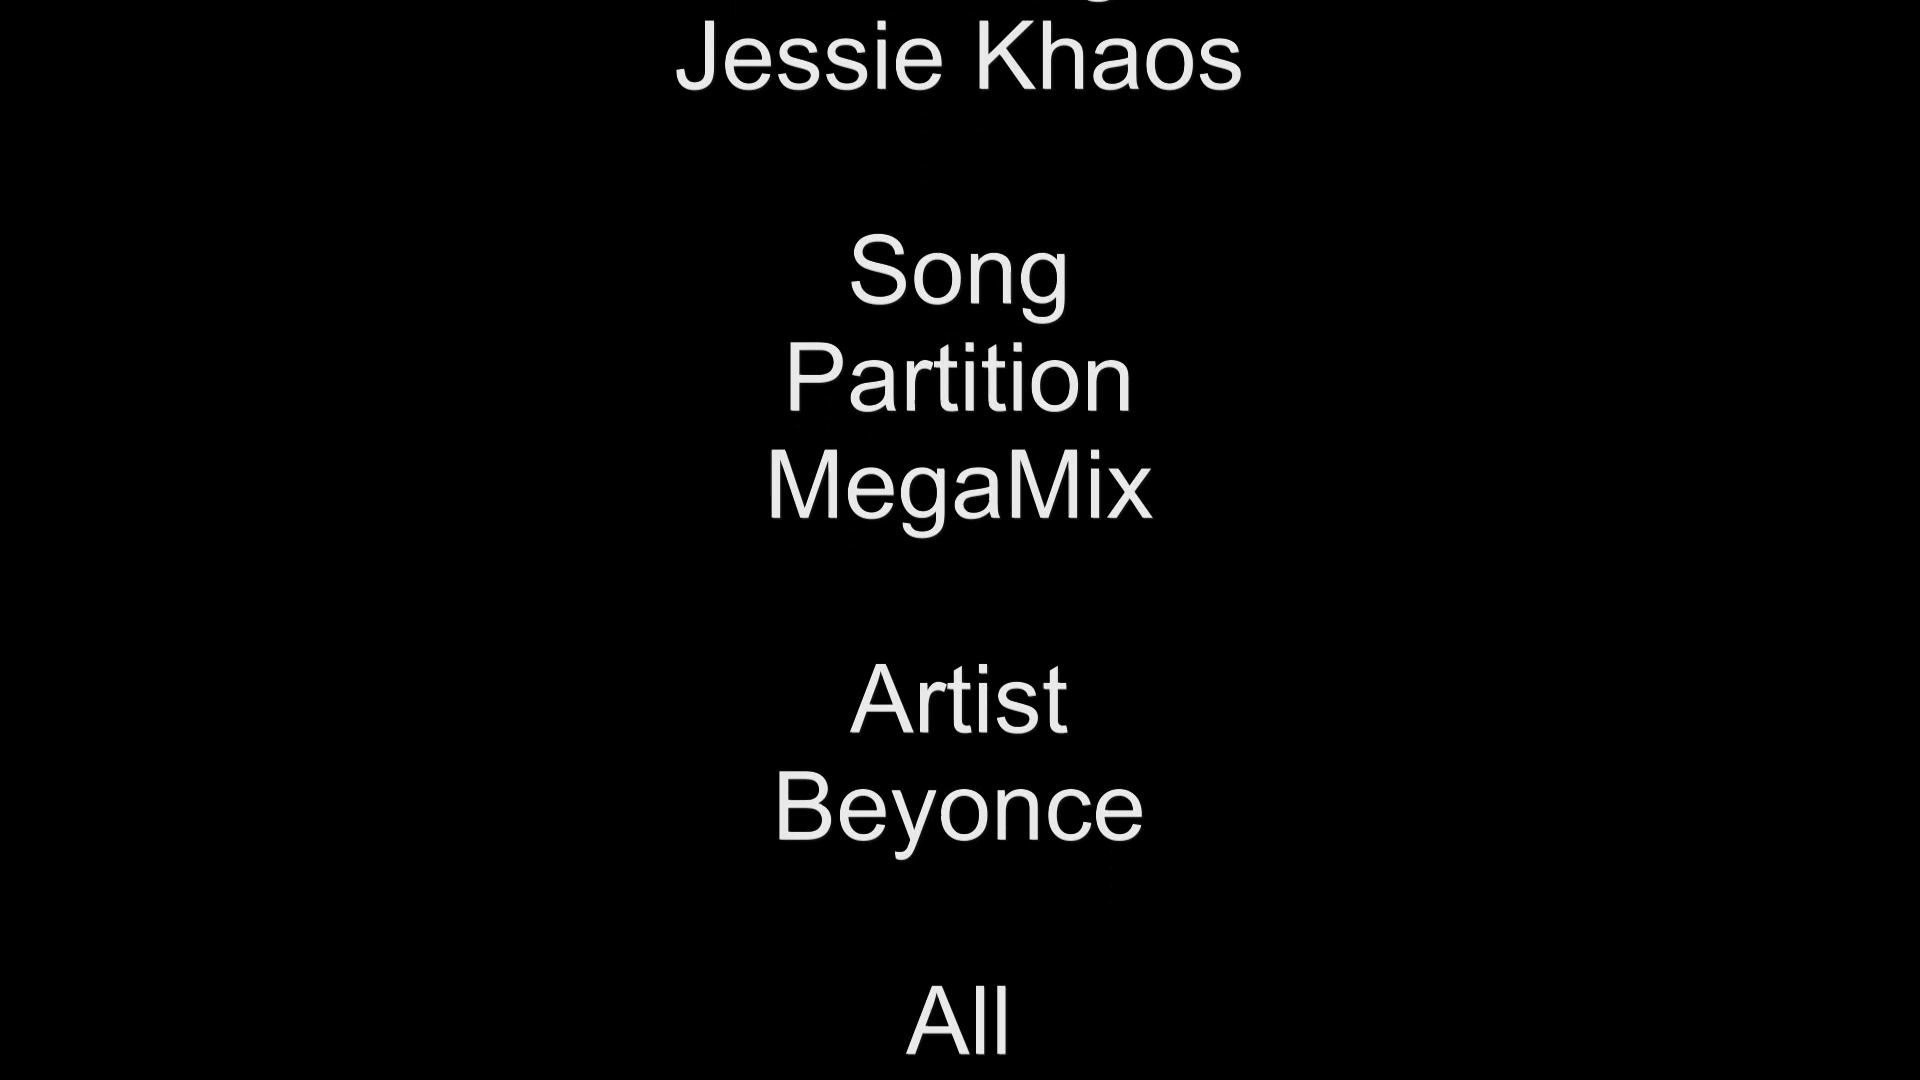 Jessie Khaos
Song
Partition
MegaMix
Artist
Beyonce
All